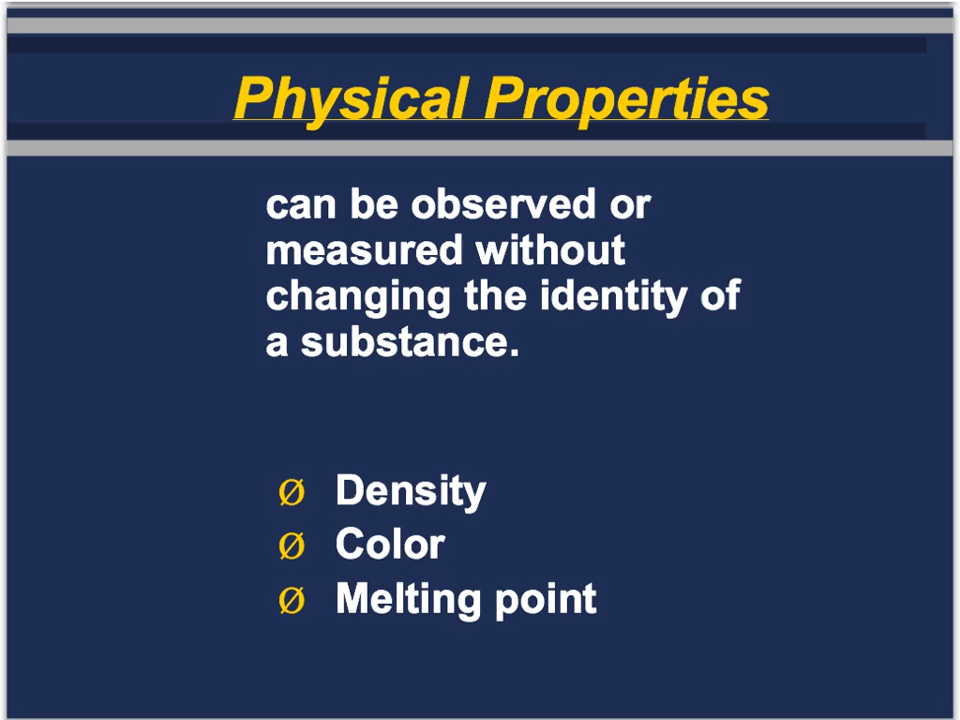 Physical Properties
can be observed or
measured without
changing the identity of
a substance.
Ø Density
Ø Color
Ø Melting point